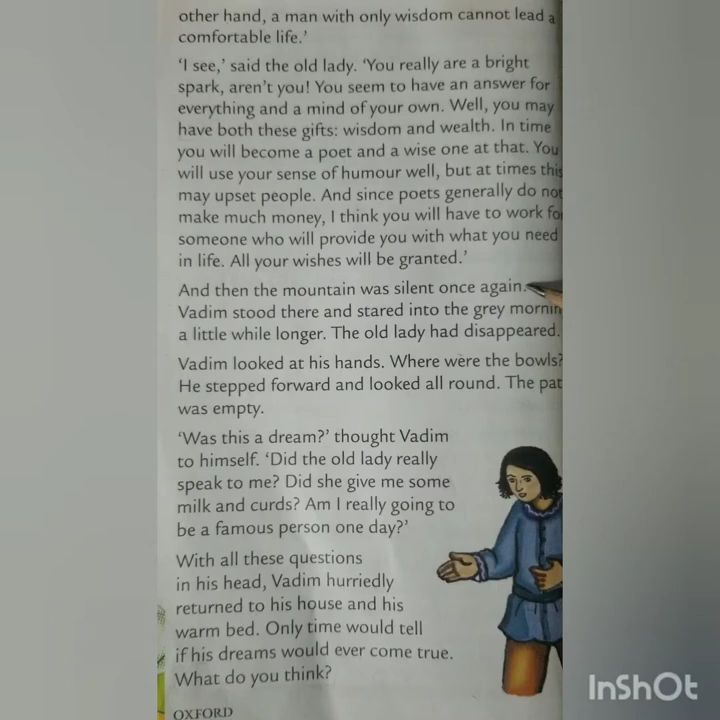 other hand, a man with only wisdom cannot lead a
comfortable life.’
‘I see,’ said the old lady. ‘You really are a bright
spark, aren’t you! You seem to have an answer for
everything and a mind of your own. Well, you may
have both these gifts: wisdom and wealth. In time
you will become a poet and a wise one at that. You
will use your sense of humour well, but at times this
may upset people. And since poets generally do not
make much money, I think you will have to work fo
someone who will provide you with what you need
in life. All your wishes will be granted.’
And then the mountain was silent once again.
Vadim stood there and stared into the grey mornin
a little while longer. The old lady had disappeared.
Vadim looked at his hands. Where were the bowls?
He stepped forward and looked all round. The pat
was empty.
‘Was this a dream?’ thought Vadim
to himself. ‘Did the old lady really
speak to me? Did she give me some
milk and curds? Am I really going to
be a famous person one day?’
With all these questions
in his head, Vadim hurriedly
returned to his house and his
warm bed. Only time would tell
if his dreams would ever come true.
What do you think?
OXFORD
InShOt